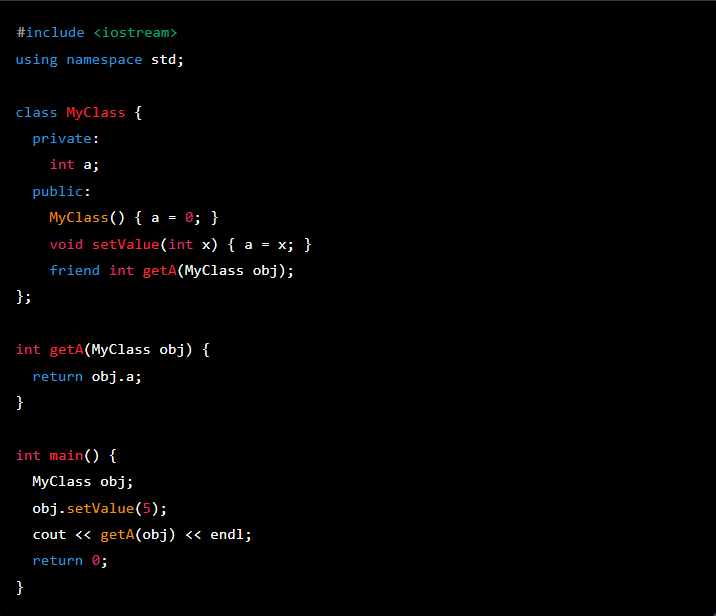 #include <iostream>
using namespace std;

class MyClass {
  private:
    int a;
  public:
    MyClass() { a = 0; }
    void setValue(int x) { a = x; }
    friend int getA(MyClass obj);
};

int getA(MyClass obj) {
  return obj.a;
}

int main() {
  MyClass obj;
  obj.setValue(5);
  cout << getA(obj) << endl;
  return 0;
}